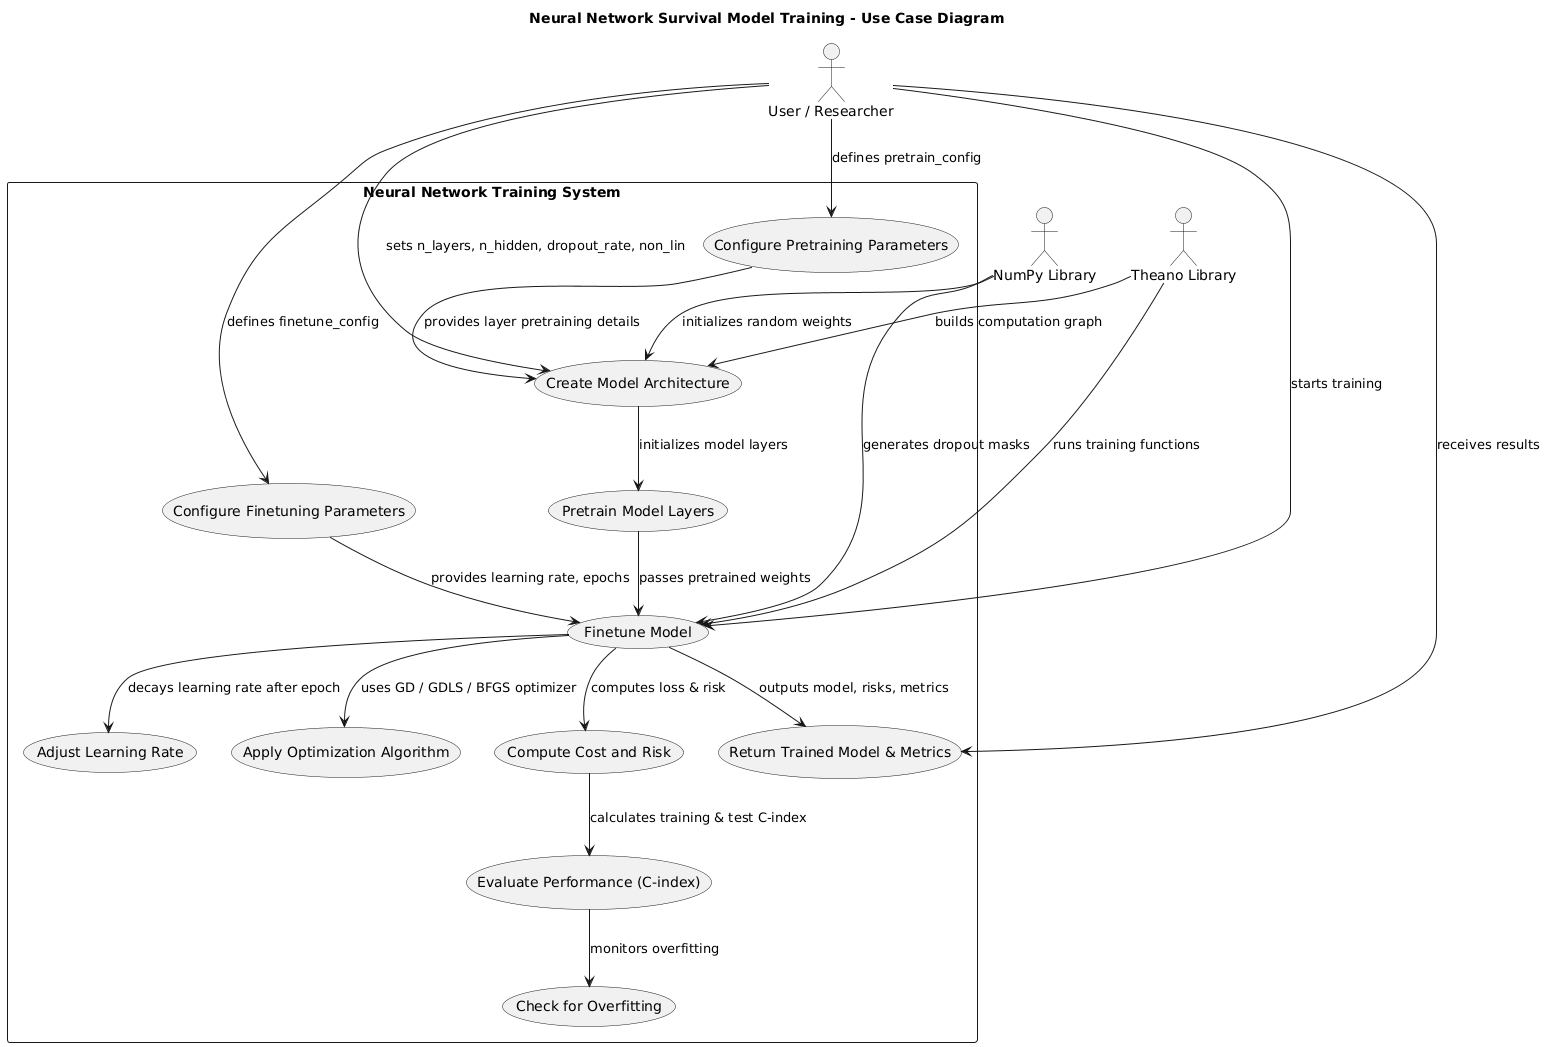 Neural Network Survival Model Training - Use Case Diagram
User / Researcher
defines pretrain_config
Neural Network Training System
sets n_layers, n_hidden, dropout_rate, non_lin
Configure Pretraining Parameters
NumPy Library
Theano Library
defines finetune_config
provides layer pretraining details
initializes random weights
builds computation graph
Create Model Architecture
starts training
initializes model layers
generates dropout masks
runs training functions
receives results
Configure Finetuning Parameters
Pretrain Model Layers
provides learning rate, epochs
passes pretrained weights
Finetune Model
decays learning rate after epoch
uses GD / GDLS / BFGS optimizer
computes loss & risk
outputs model, risks, metrics
Adjust Learning Rate
Apply Optimization Algorithm
Compute Cost and Risk
Return Trained Model & Metrics
calculates training & test C-index
Evaluate Performance (C-index)
monitors overfitting
Check for Overfitting